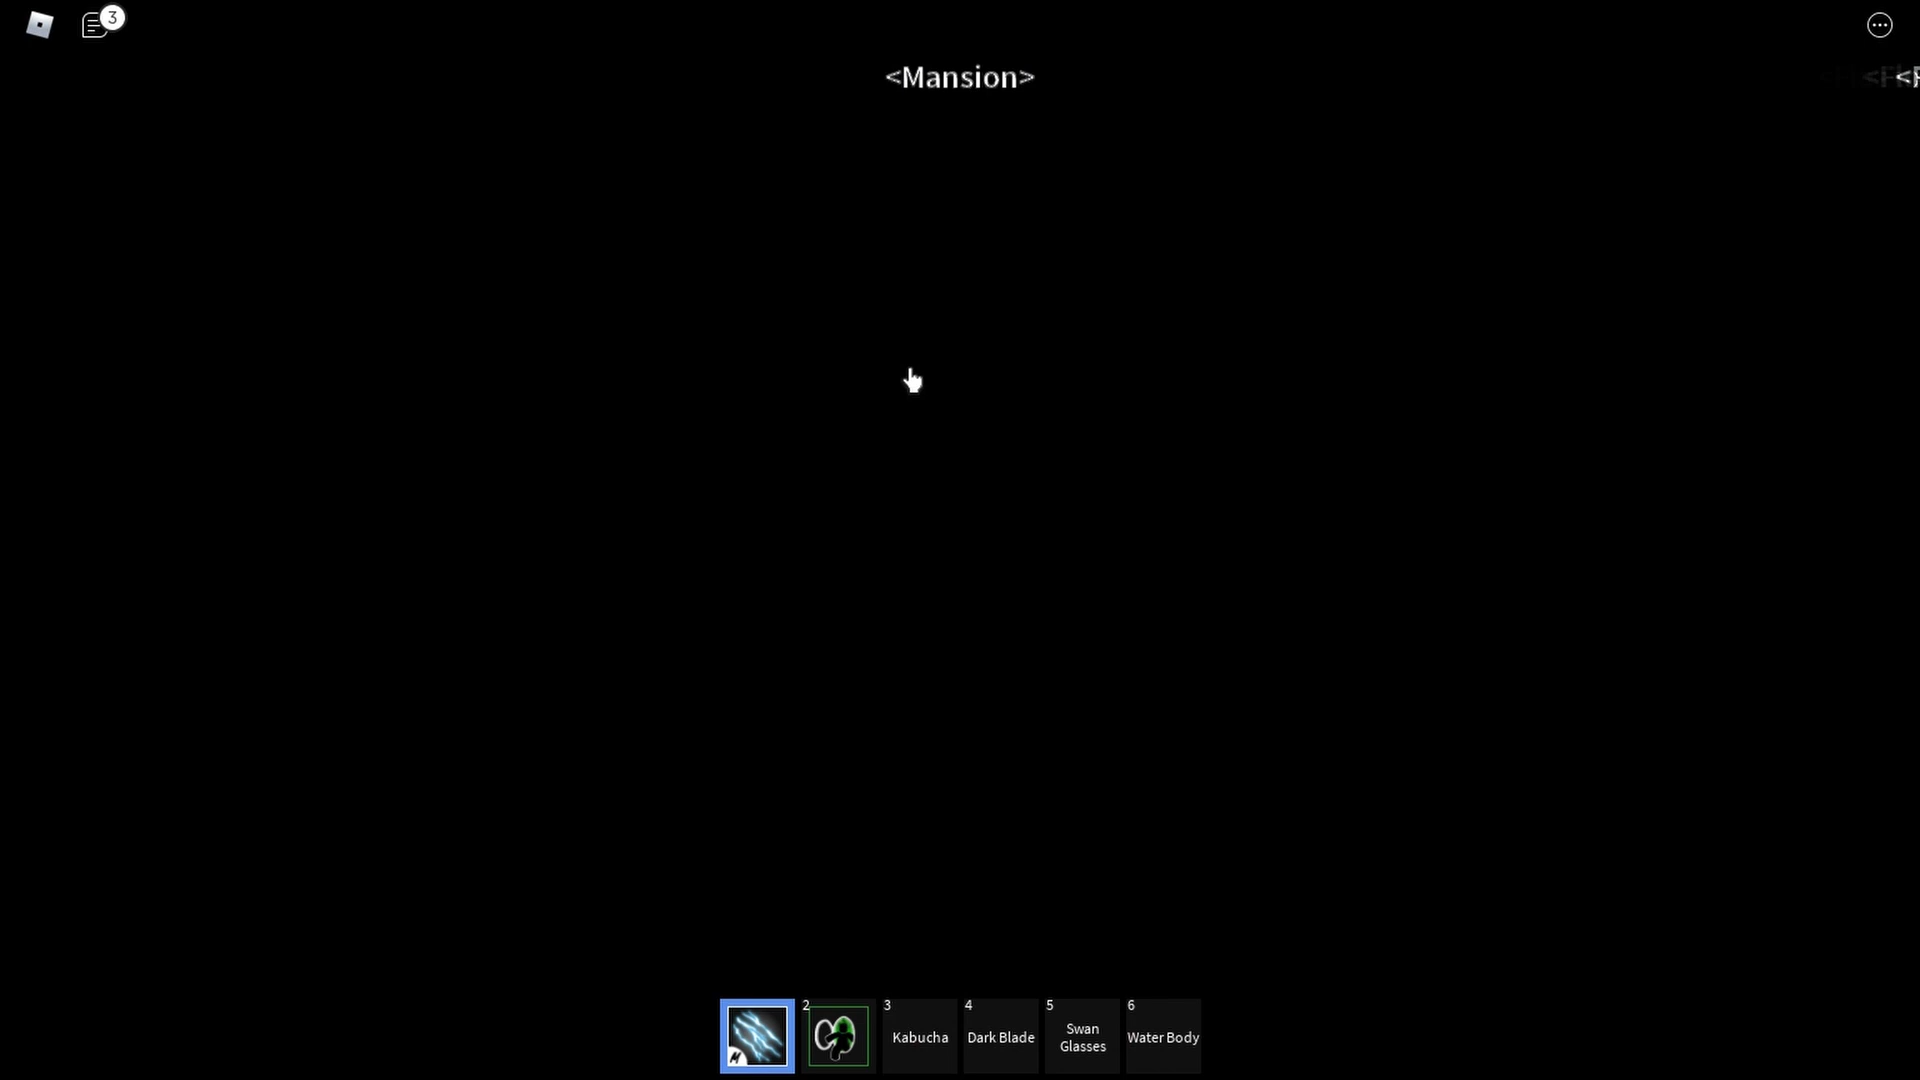 3
<Mansion>
2
3
Kabucha
4
Dark Blade
5
Swan
Glasses
6
Water Body